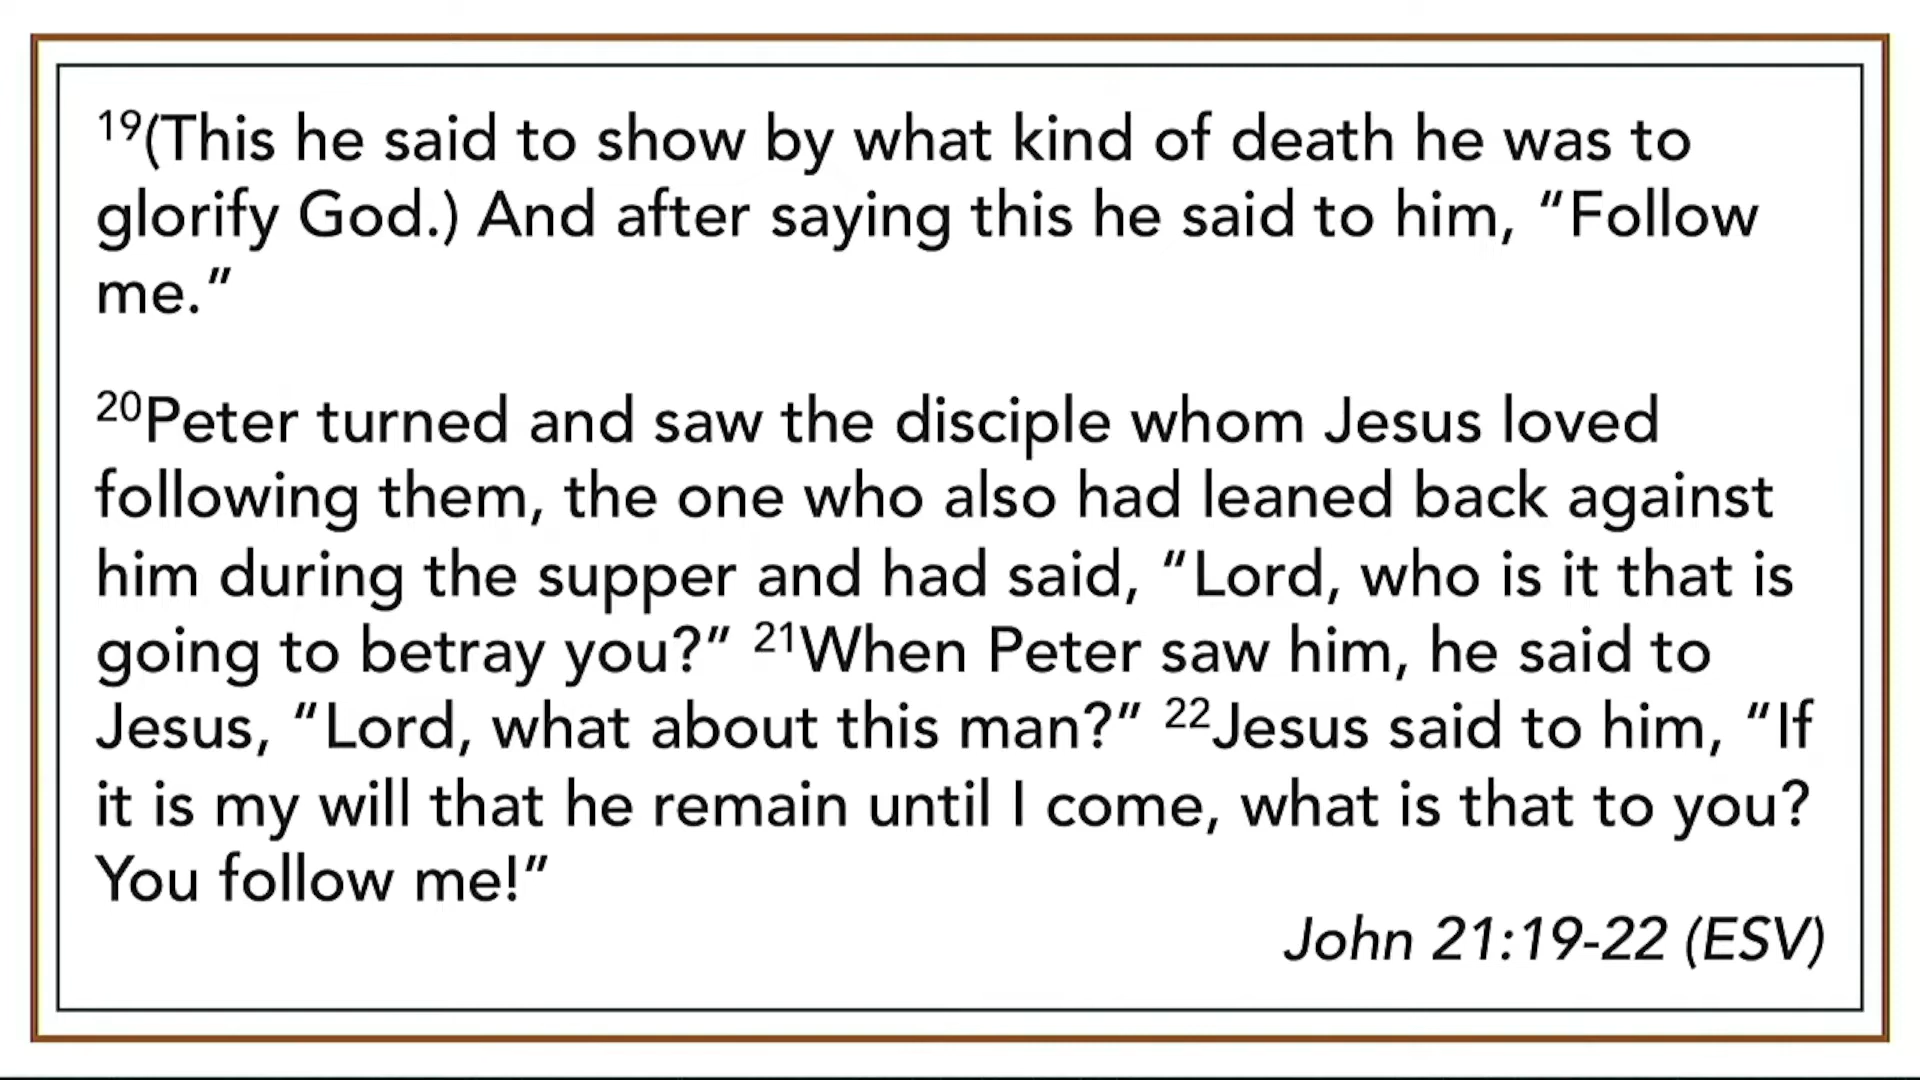 19(This he said to show by what kind of death he was to
glorify God.) And after saying this he said to him, “Follow
me.”
20Peter turned and saw the disciple whom Jesus loved
following them, the one who also had leaned back against
him during the supper and had said, “Lord, who is it that is
going to betray you?” 21When Peter saw him, he said to
Jesus, “Lord, what about this man?” 22Jesus said to him, “If
it is my will that he remain until I come, what is that to you?
You follow me!”
John 21:19-22 (ESV)